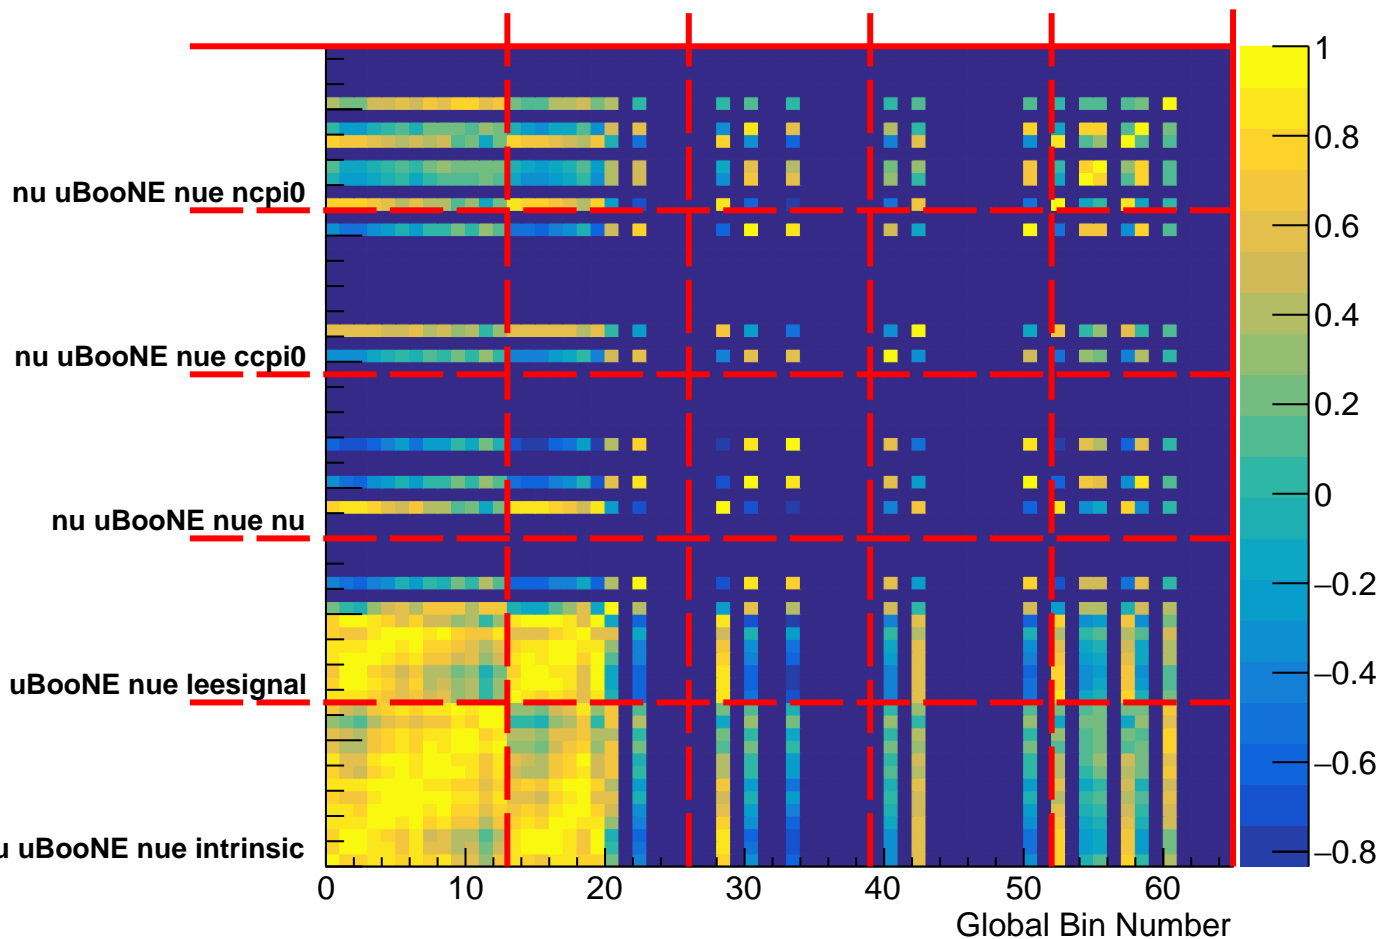 1
0.8
nu uBooNE nue ncpi0
0.6
0.4
nu uBooNE nue ccpi0
0.2
0
nu uBooNE nue nu
−0.2
uBooNE nue leesignal
−0.4
−0.6
uBooNE nue intrinsic
−0.8
0 10 20 30 40 50 60
Global Bin Number